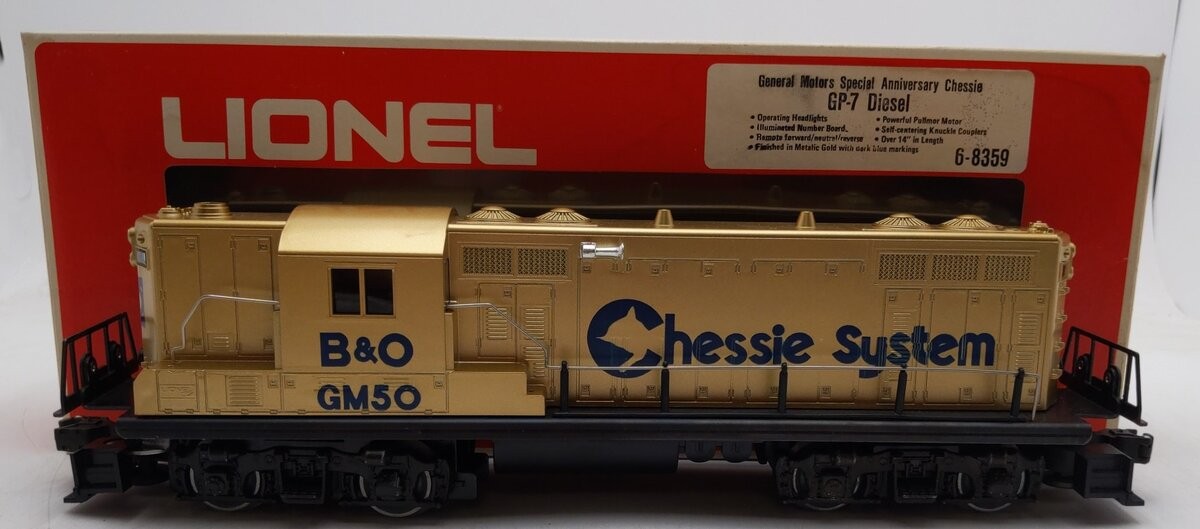 LIONEL
General Motors Special Anniversary Chessie
GP-7 Diesel
• Operating Headlights
• Illuminated Number Board
• Remote forward/neutral/reverse
• Finished in Metalic Gold with dark blue markings
• Powerful Pullmor Motor
• Self-centering Knuckle Couplers
• Over 14" in Length
6-8359
B&O
GM50
Chessie System